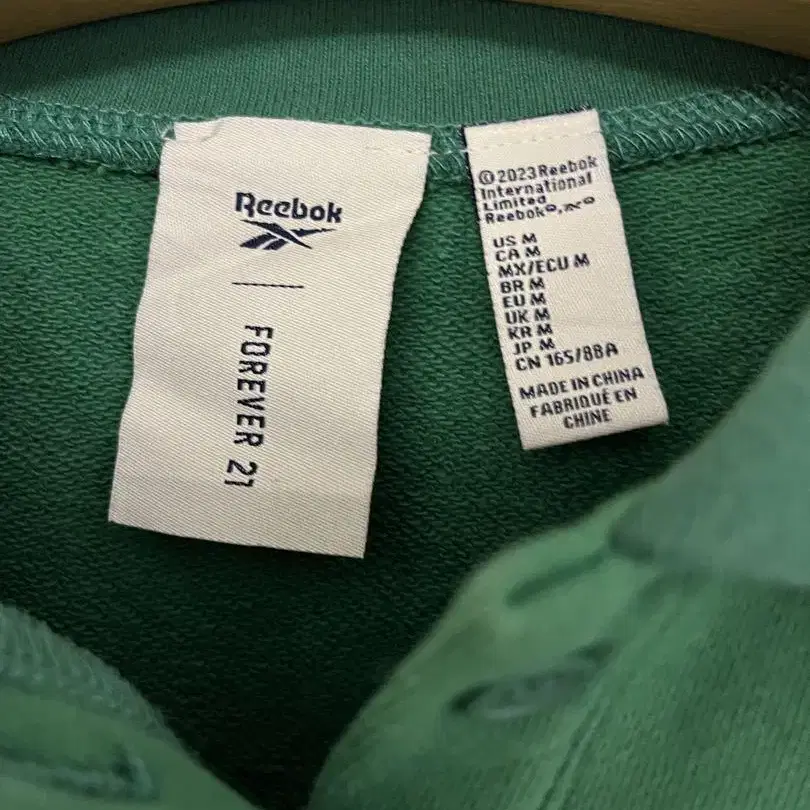 Reebok
FOREVER 21
©2023 Reebok
International
Limited
Reebok
US M
CA M
MX/ECU M
BR M
EU M
UK M
KR M
JP M
CN 165/88A
MADE IN CHINA
FABRIQUÉ EN
CHINE